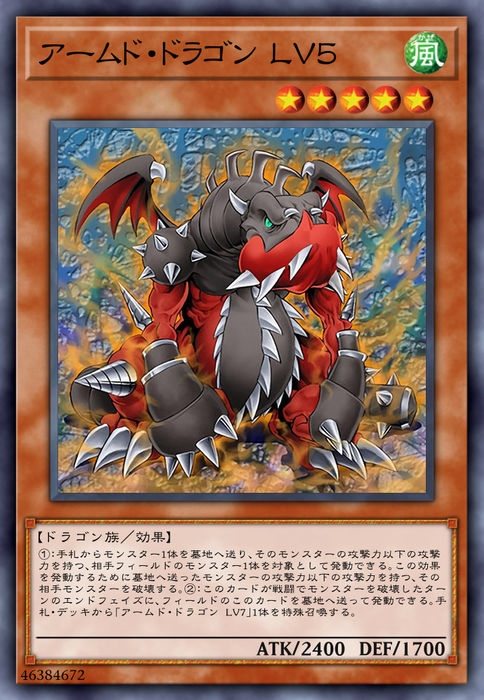 アームド・ドラゴン LV5
かぜ
風
【ドラゴン族／効果】
①：手札からモンスター1体を墓地へ送り、そのモンスターの攻撃力以下の攻撃
力を持つ、相手フィールドのモンスター1体を対象として発動できる。この効果
を発動するために墓地へ送ったモンスターの攻撃力以下の攻撃力を持つ、その
相手モンスターを破壊する。②：このカードが戦闘でモンスターを破壊したター
ンのエンドフェイズに、フィールドのこのカードを墓地へ送って発動できる。手
札・デッキから「アームド・ドラゴン LV7」1体を特殊召喚する。
ATK/2400 DEF/1700
46384672